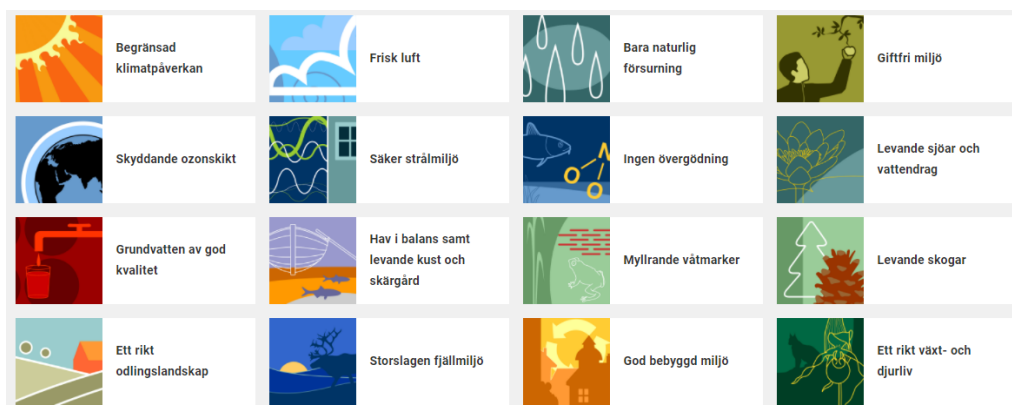 Begränsad
klimatpåverkan
Frisk luft
Bara naturlig
försurning
Giftfri miljö
Skyddande ozonskikt
Säker strålmiljö
Ingen övergödning
N
O
O
Levande sjöar och
vattendrag
Grundvatten av god
kvalitet
Hav i balans samt
levande kust och
skärgård
Myllrande våtmarker
Levande skogar
Ett rikt
odlingslandskap
Storslagen fjällmiljö
God bebyggd miljö
Ett rikt växt- och
djurliv